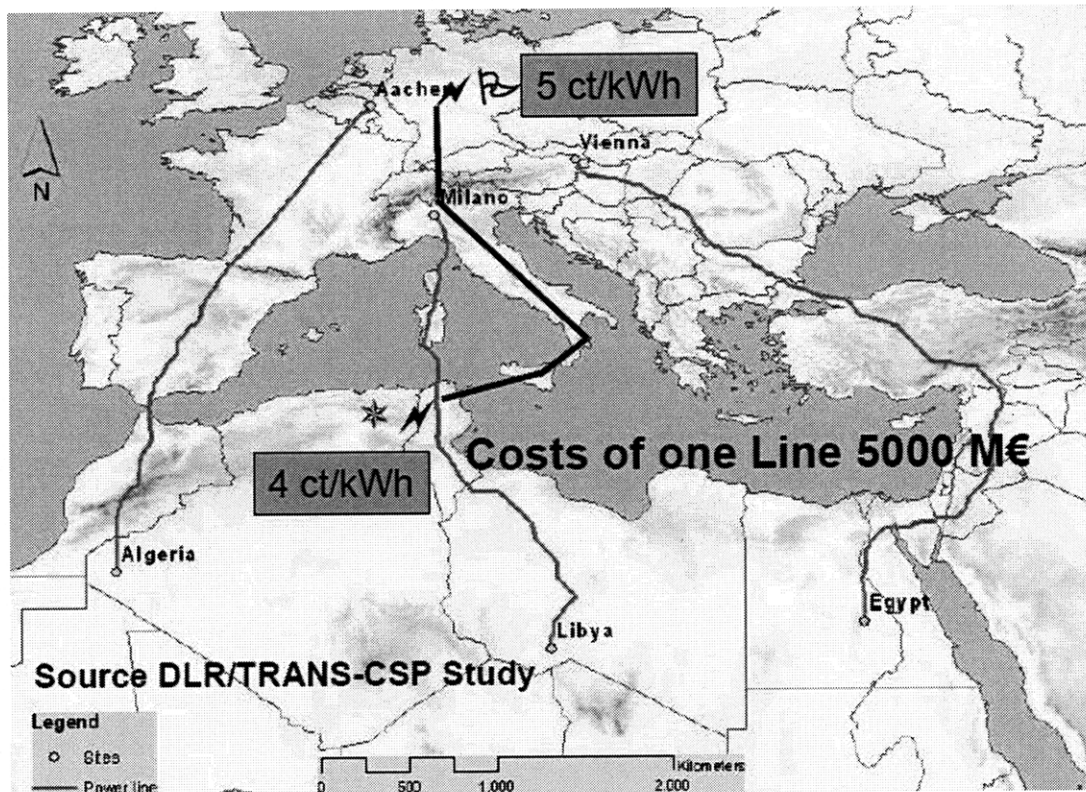 5 ct/kWh
Aachen
Vienna
N
Milano
Costs of one Line 5000 M€
4 ct/kWh
Algeria
Egypt
Libya
Source DLR/TRANS-CSP Study
Legend
Sites
Power line
Kilometers
0 500 1.000 2.000